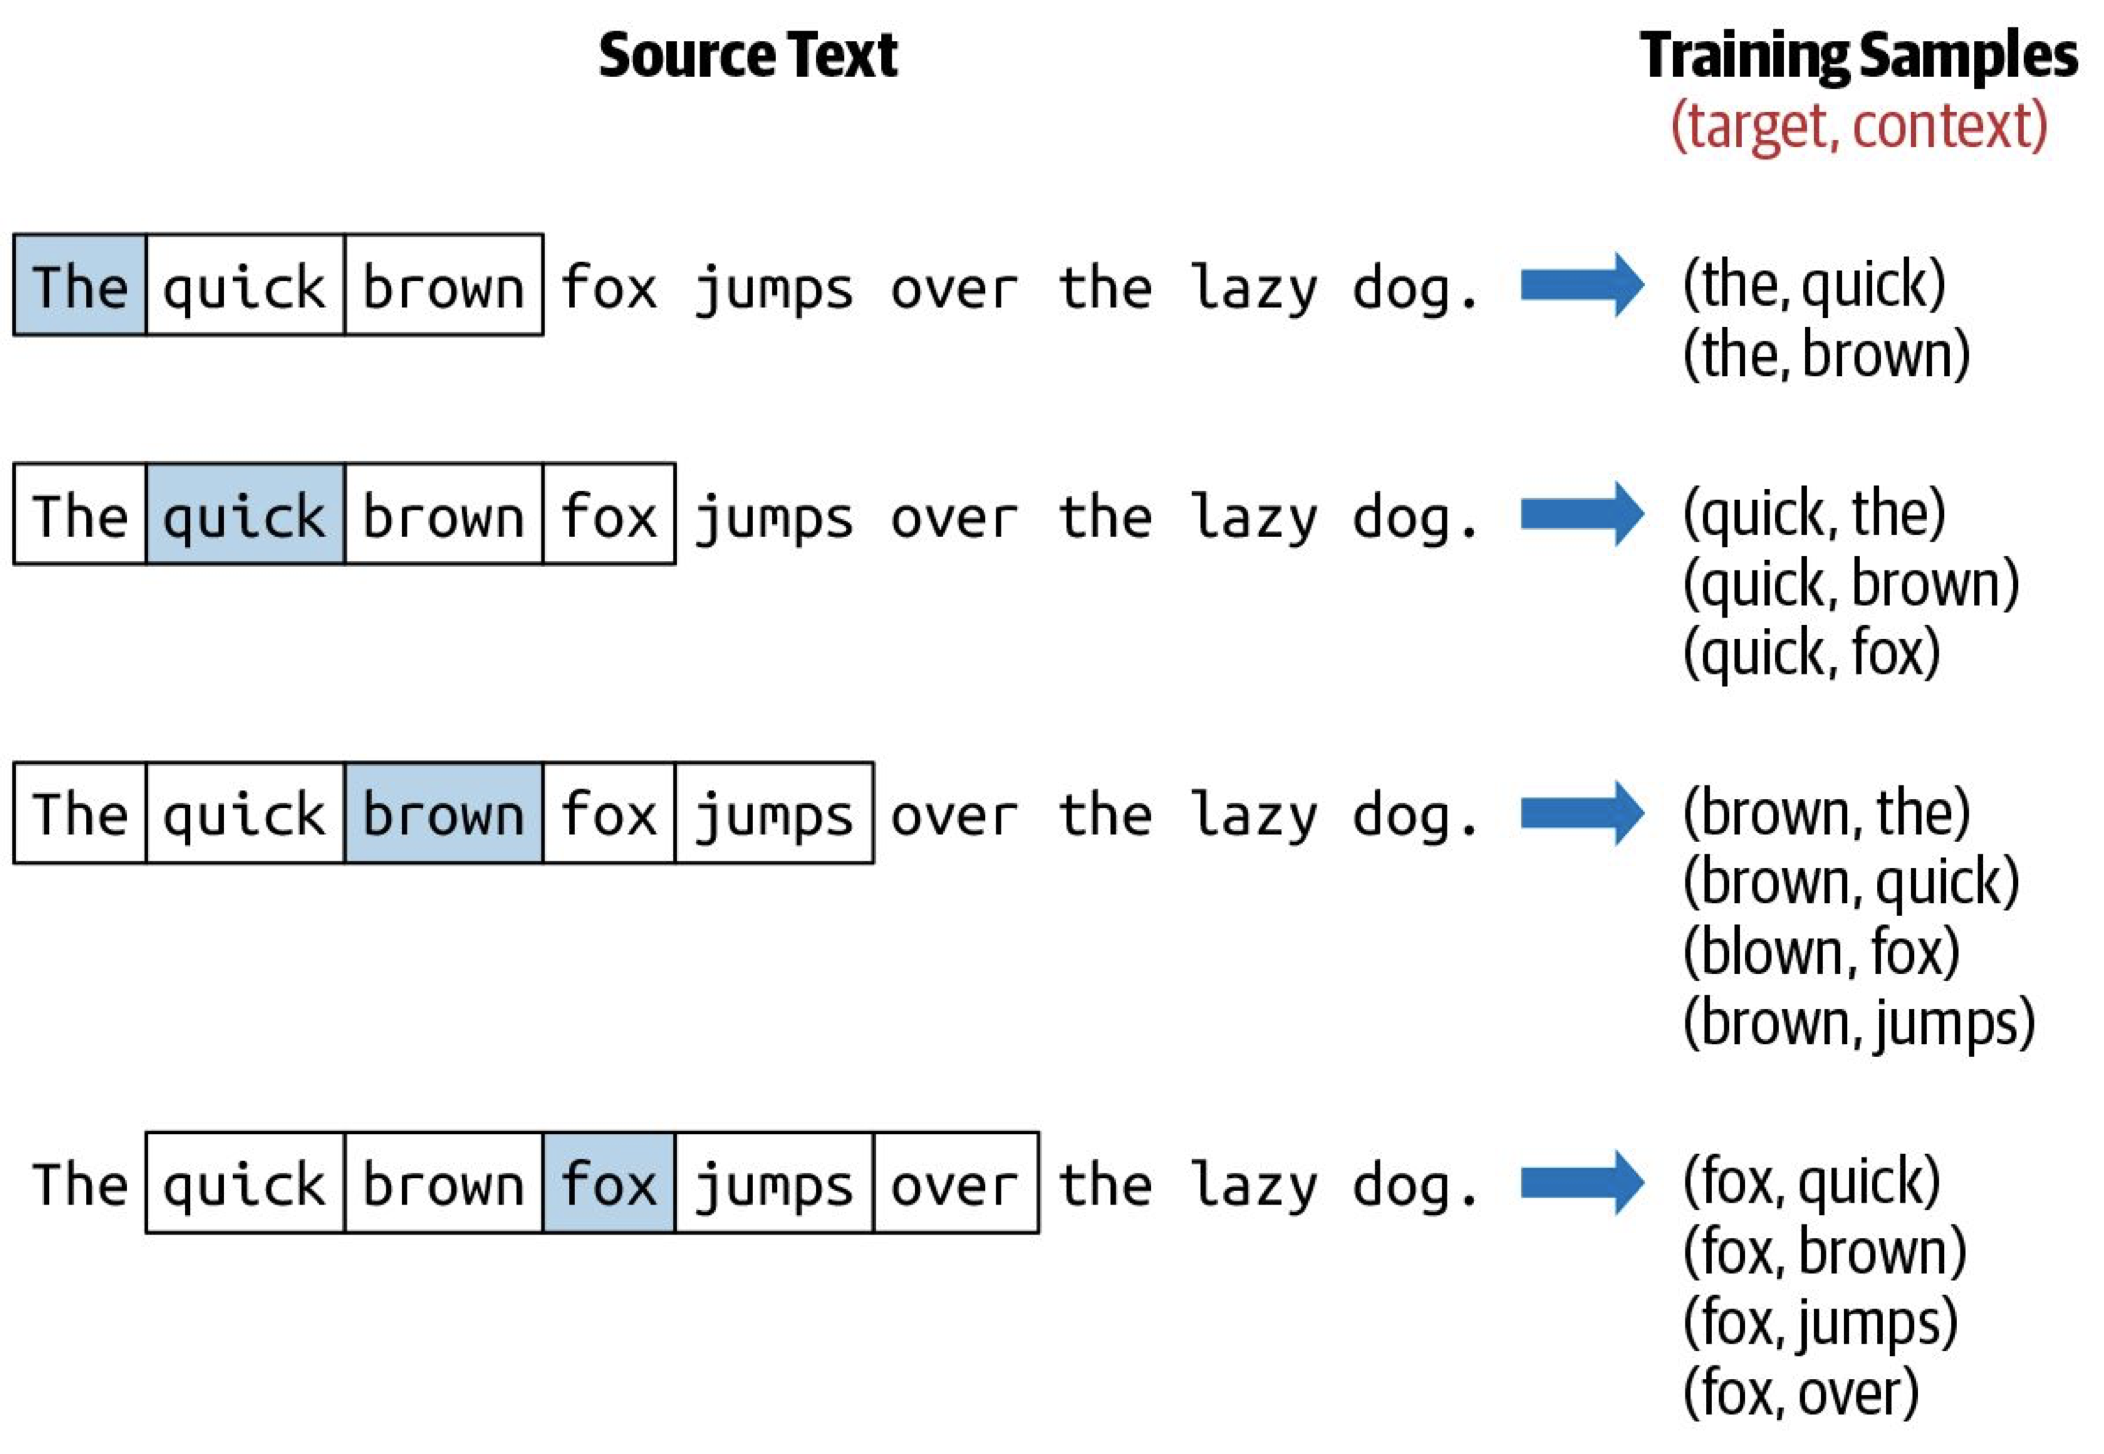 Source Text
Training Samples
(target, context)
The quick brown fox jumps over the lazy dog.
(the, quick)
(the, brown)
The quick brown fox jumps over the lazy dog.
(quick, the)
(quick, brown)
(quick, fox)
The quick brown fox jumps over the lazy dog.
(brown, the)
(brown, quick)
(blown, fox)
(brown, jumps)
The quick brown fox jumps over the lazy dog.
(fox, quick)
(fox, brown)
(fox, jumps)
(fox, over)